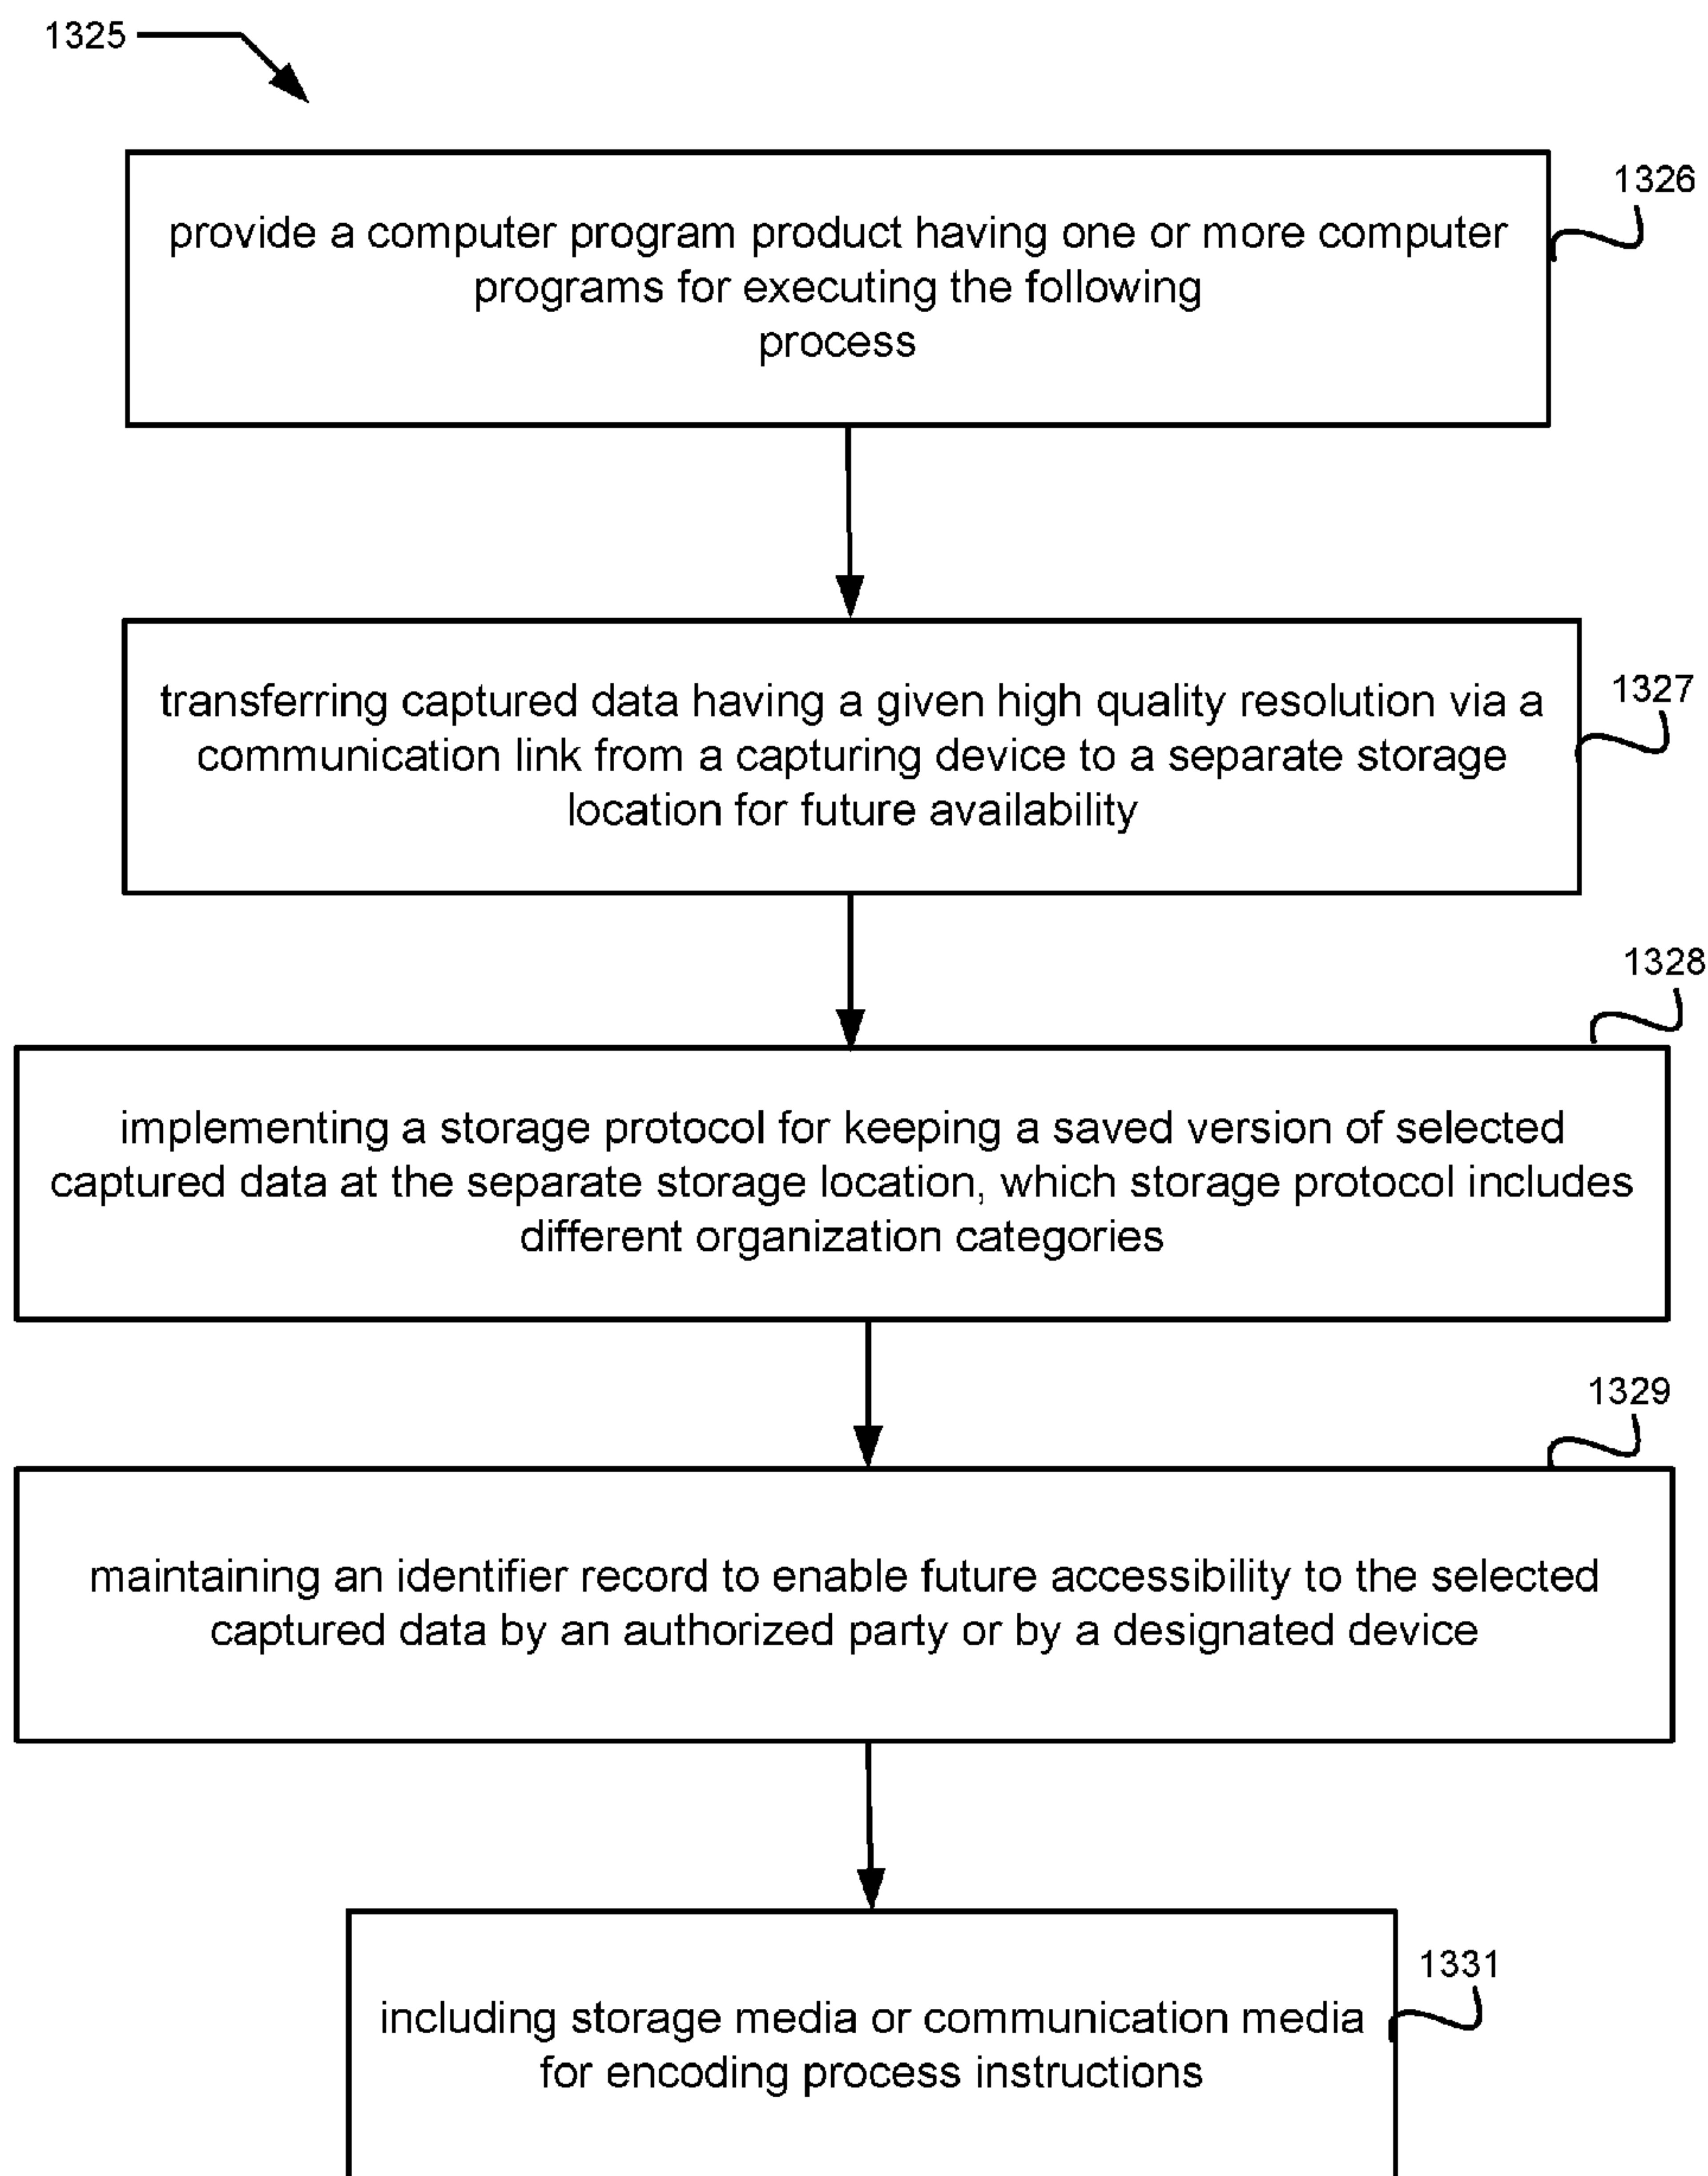 1325
1326
provide a computer program product having one or more computer
programs for executing the following
process
1327
transferring captured data having a given high quality resolution via a
communication link from a capturing device to a separate storage
location for future availability
1328
implementing a storage protocol for keeping a saved version of selected
captured data at the separate storage location, which storage protocol includes
different organization categories
1329
maintaining an identifier record to enable future accessibility to the selected
captured data by an authorized party or by a designated device
1331
including storage media or communication media
for encoding process instructions